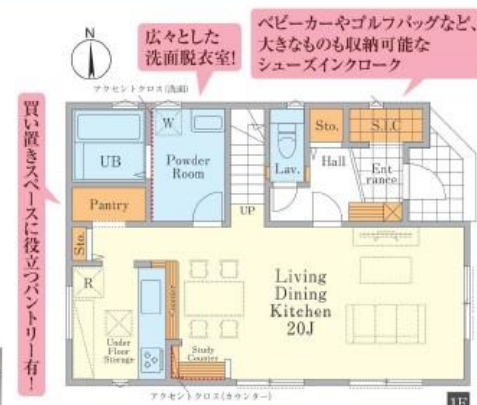 N
広々とした
洗面脱衣室!
ベビーカーやゴルフバッグなど、
大きなものも収納可能な
シューズインクローク
アクセントクロス(洗面)
買い置きスペースに役立つパントリー有!
UB
W
Powder
Room
Lav.
Sto.
S.I.C
Hall
Ent
rance
Pantry
UP
Sto.
R
Counter
Living
Dining
Kitchen
20J
Under
Floor
Storage
Study
Counter
アクセントクロス(カウンター)
1F